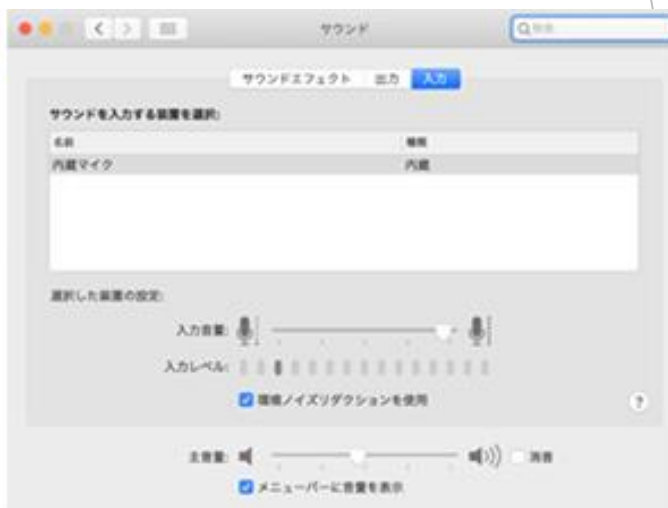 サウンド
検索
サウンドエフェクト 出力 入力
サウンドを入力する装置を選択:
名前 種類
内蔵マイク 内蔵
選択した装置の設定:
入力音量:
入力レベル:
環境ノイズリダクションを使用
?
主音量: 消音
メニューバーに音量を表示